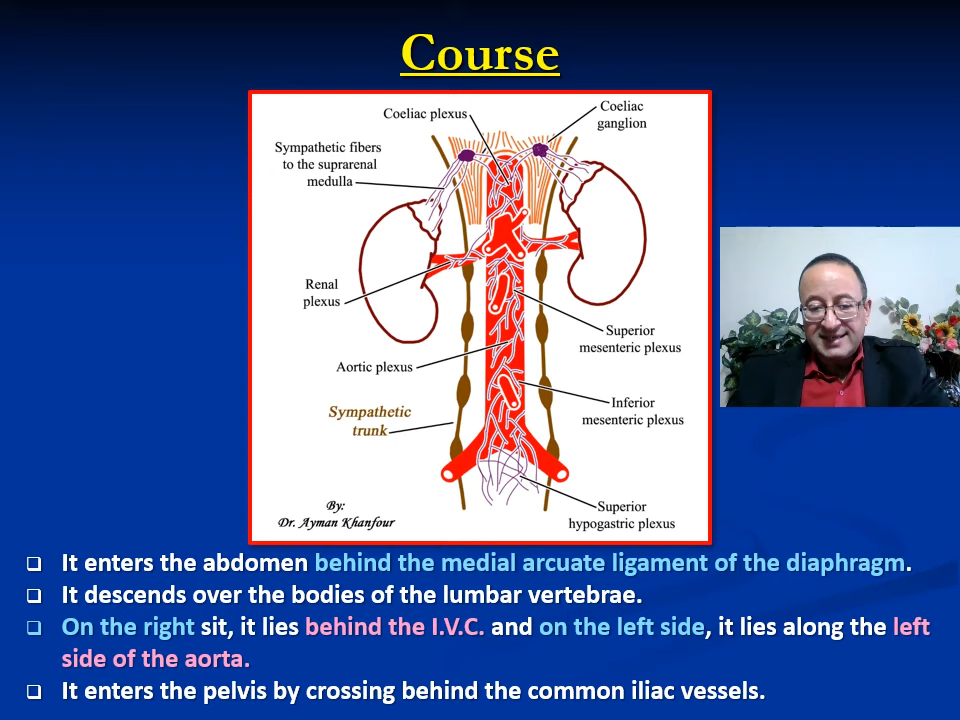 Course
Coeliac plexus
Coeliac
ganglion
Sympathetic fibers
to the suprarenal
medulla
Renal
plexus
Superior
mesenteric plexus
Aortic plexus
Inferior
mesenteric plexus
Sympathetic
trunk
Superior
hypogastric plexus
By:
Dr. Ayman Khanfour
❑ It enters the abdomen behind the medial arcuate ligament of the diaphragm.
❑ It descends over the bodies of the lumbar vertebrae.
❑ On the right sit, it lies behind the I.V.C. and on the left side, it lies along the left
side of the aorta.
❑ It enters the pelvis by crossing behind the common iliac vessels.